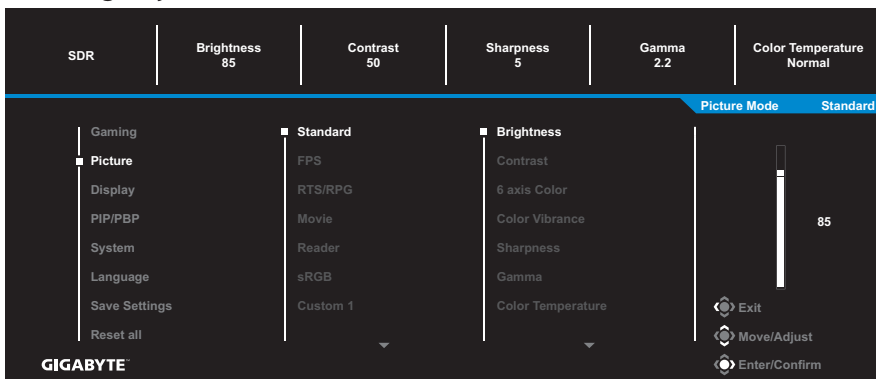 SDR
Brightness
85
Contrast
50
Sharpness
5
Gamma
2.2
Color Temperature
Normal
Picture Mode Standard
Gaming
Picture
Display
PIP/PBP
System
Language
Save Settings
Reset all
Standard
FPS
RTS/RPG
Movie
Reader
sRGB
Custom 1
Brightness
Contrast
6 axis Color
Color Vibrance
Sharpness
Gamma
Color Temperature
85
Exit
Move/Adjust
Enter/Confirm
GIGABYTE™